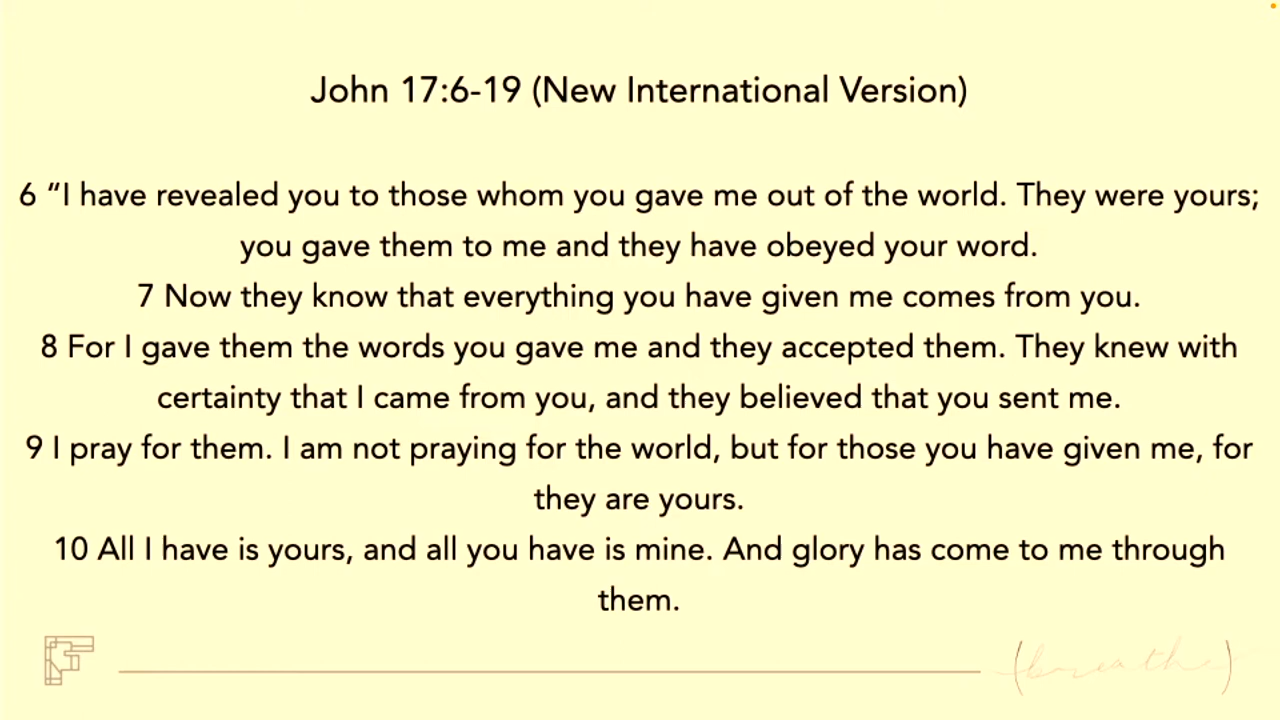 John 17:6-19 (New International Version)
6 “I have revealed you to those whom you gave me out of the world. They were yours;
you gave them to me and they have obeyed your word.
7 Now they know that everything you have given me comes from you.
8 For I gave them the words you gave me and they accepted them. They knew with
certainty that I came from you, and they believed that you sent me.
9 I pray for them. I am not praying for the world, but for those you have given me, for
they are yours.
10 All I have is yours, and all you have is mine. And glory has come to me through
them.
(breathe)